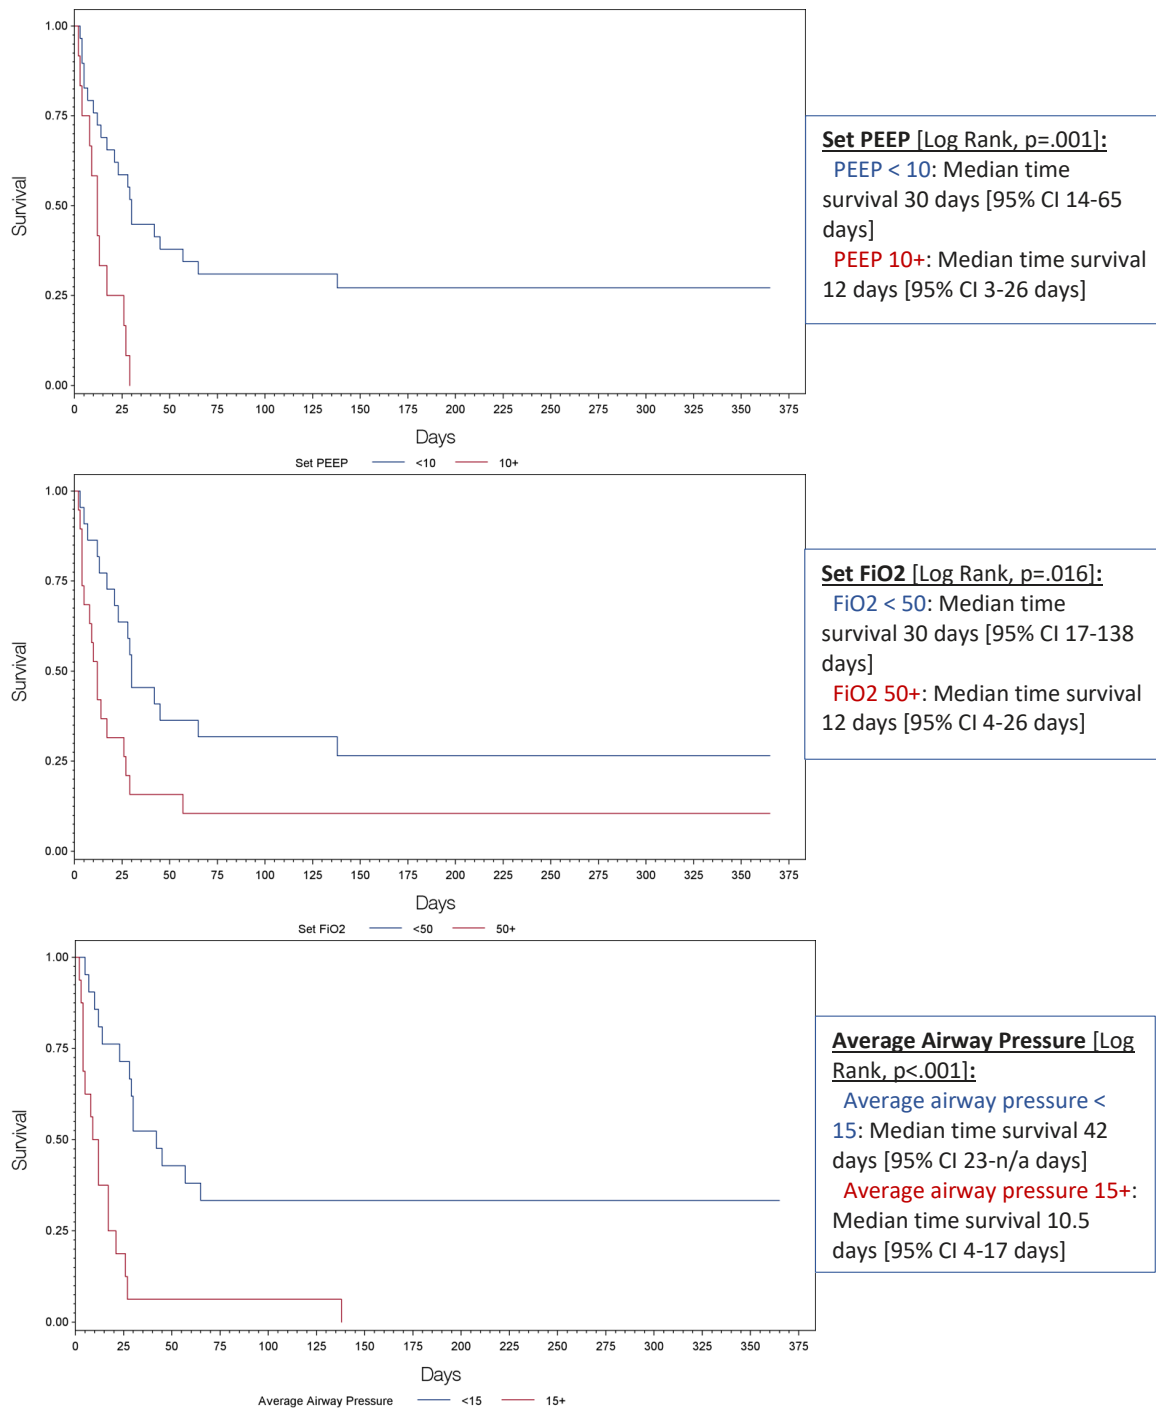 1.00
0.75
0.50
0.25
0.00
Survival
0 25 50 75 100 125 150 175 200 225 250 275 300 325 350 375
Days
Set PEEP <10 10+
Set PEEP [Log Rank, p=.001]:
PEEP < 10: Median time
survival 30 days [95% CI 14-65
days]
PEEP 10+: Median time survival
12 days [95% CI 3-26 days]
1.00
0.75
0.50
0.25
0.00
Survival
0 25 50 75 100 125 150 175 200 225 250 275 300 325 350 375
Days
Set FiO2 <50 50+
Set FiO2 [Log Rank, p=.016]:
FiO2 < 50: Median time
survival 30 days [95% CI 17-138
days]
FiO2 50+: Median time survival
12 days [95% CI 4-26 days]
1.00
0.75
0.50
0.25
0.00
Survival
0 25 50 75 100 125 150 175 200 225 250 275 300 325 350 375
Days
Average Airway Pressure <15 15+
Average Airway Pressure [Log
Rank, p<.001]:
Average airway pressure <
15: Median time survival 42
days [95% CI 23-n/a days]
Average airway pressure 15+:
Median time survival 10.5
days [95% CI 4-17 days]